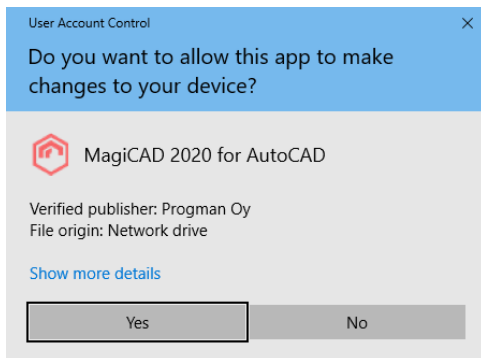 User Account Control
Do you want to allow this app to make
changes to your device?
MagiCAD 2020 for AutoCAD
Verified publisher: Progman Oy
File origin: Network drive
Show more details
Yes
No